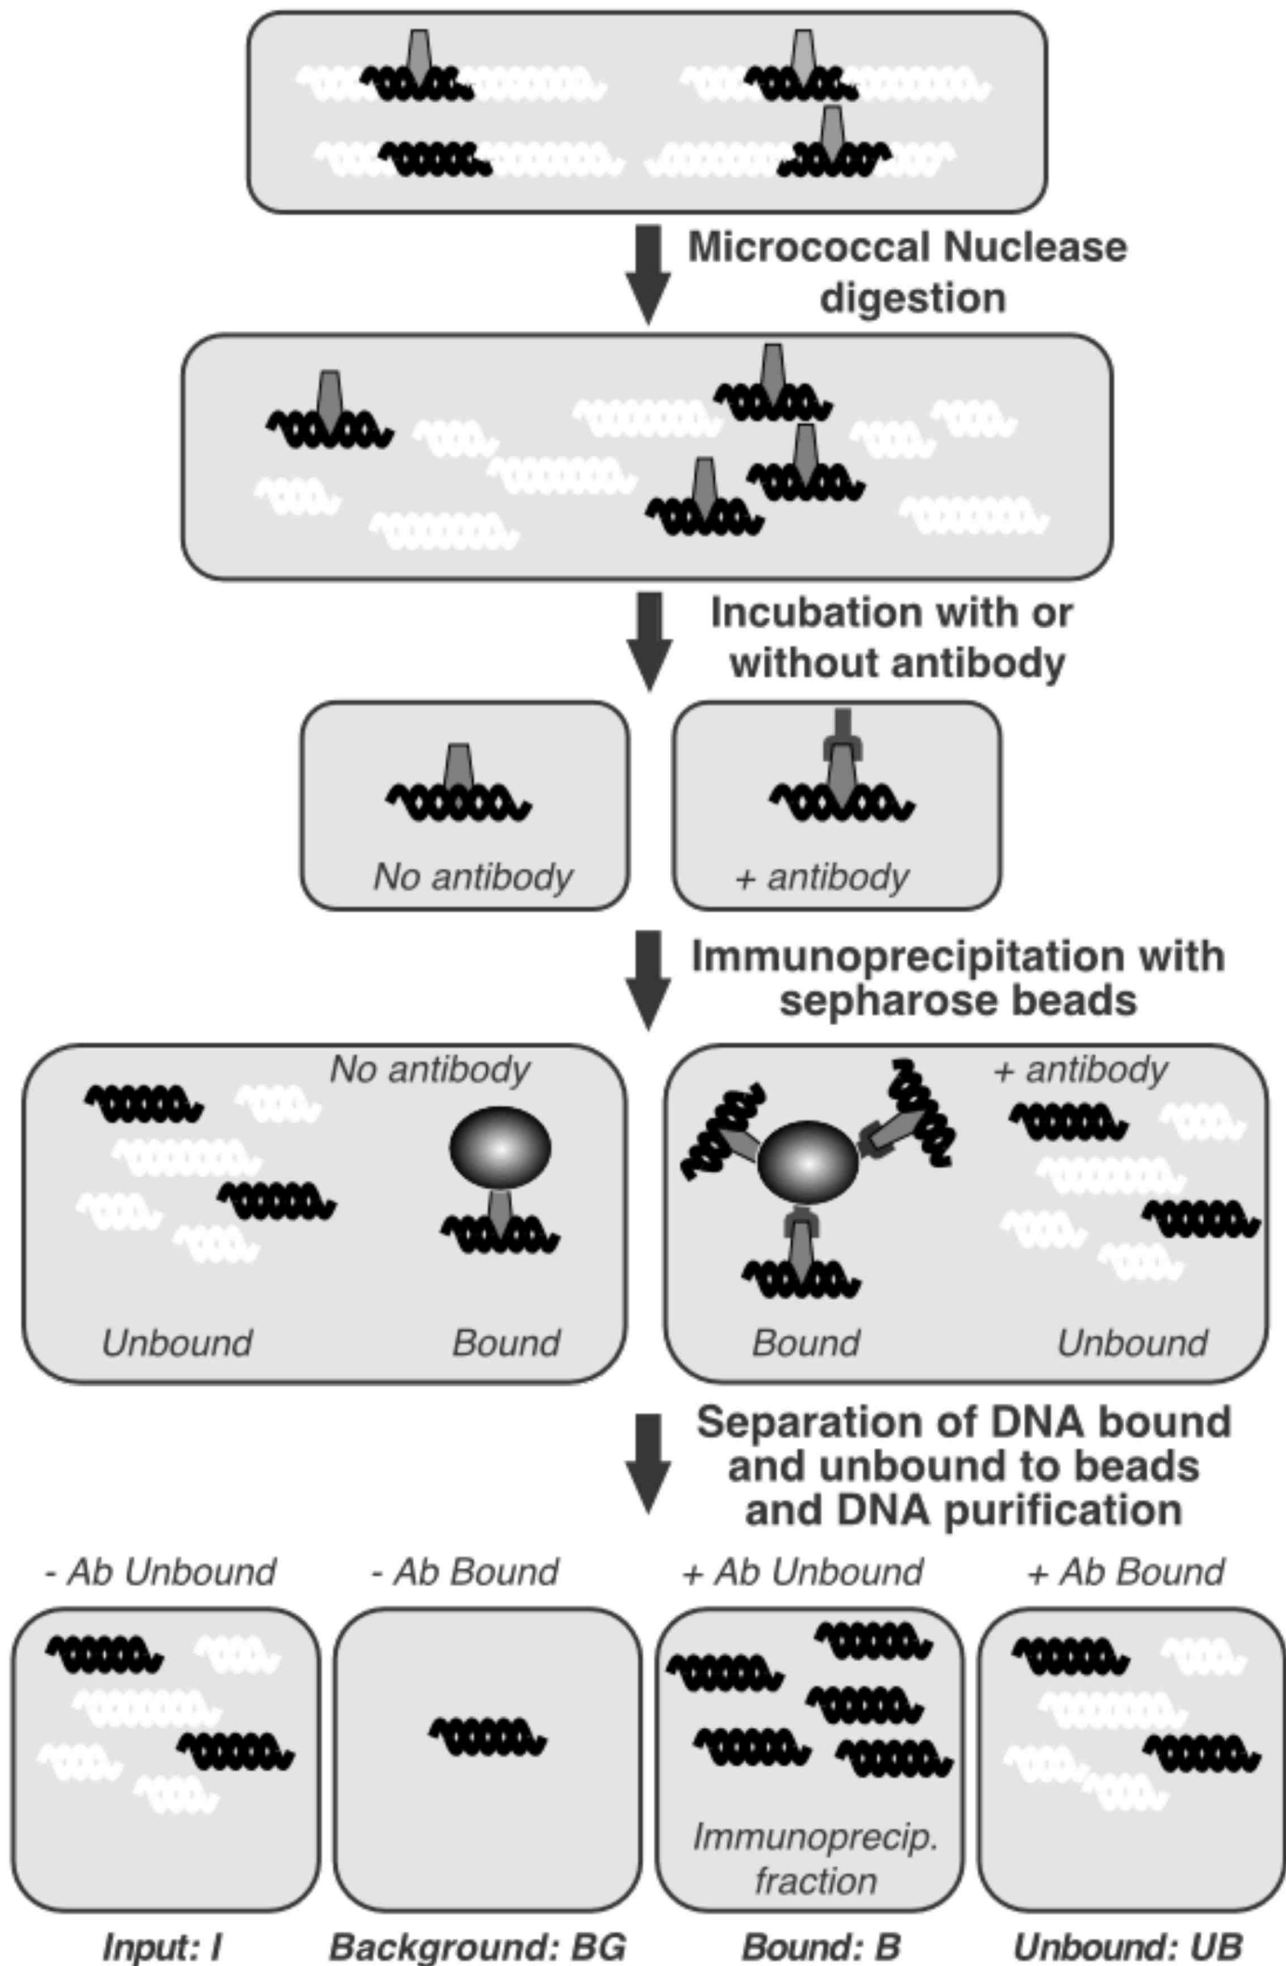 Micrococcal Nuclease
digestion
Incubation with or
without antibody
No antibody
+ antibody
Immunoprecipitation with
sepharose beads
No antibody
Unbound
Bound
+ antibody
Bound
Unbound
Separation of DNA bound
and unbound to beads
and DNA purification
- Ab Unbound
- Ab Bound
+ Ab Unbound
+ Ab Bound
Immunoprecip.
fraction
Input: I
Background: BG
Bound: B
Unbound: UB